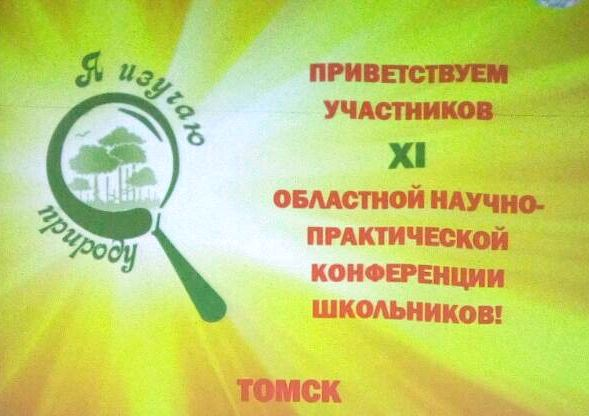 Я изучаю
природу
ПРИВЕТСТВУЕМ
УЧАСТНИКОВ
XI
ОБЛАСТНОЙ НАУЧНО-
ПРАКТИЧЕСКОЙ
КОНФЕРЕНЦИИ
ШКОЛЬНИКОВ!
ТОМСК